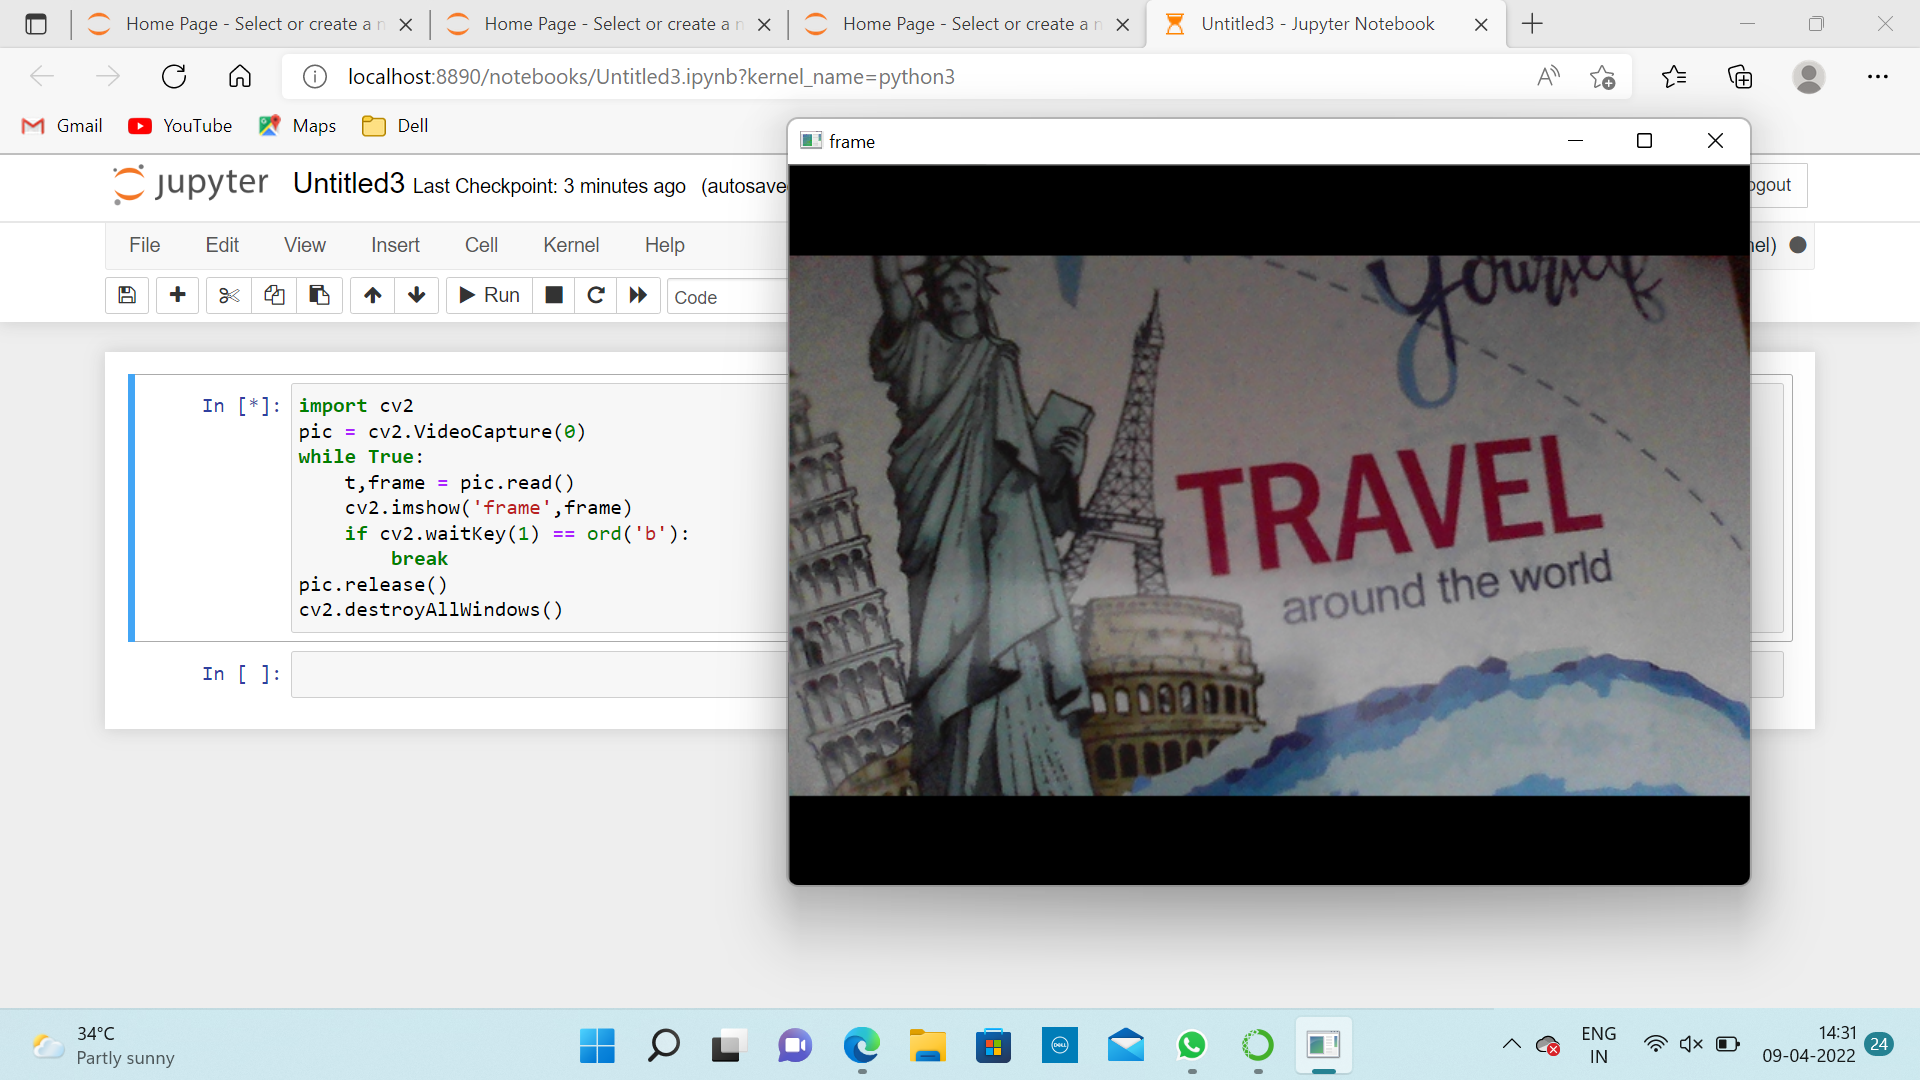 Home Page - Select or create a n
Home Page - Select or create a n
Home Page - Select or create a n
Untitled3 - Jupyter Notebook
localhost:8890/notebooks/Untitled3.ipynb?kernel_name=python3
Gmail
YouTube
Maps
Dell
frame
jupyter
Untitled3 Last Checkpoint: 3 minutes ago (autosave
ogout
File
Edit
View
Insert
Cell
Kernel
Help
nel)
Run
Code
Yourself
TRAVEL
around the world
In [*]:
import cv2
pic = cv2.VideoCapture(0)
while True:
    t,frame = pic.read()
    cv2.imshow('frame',frame)
    if cv2.waitKey(1) == ord('b'):
        break
pic.release()
cv2.destroyAllWindows()
In [ ]:
34°C
Partly sunny
DELL
ENG
IN
14:31
09-04-2022
24